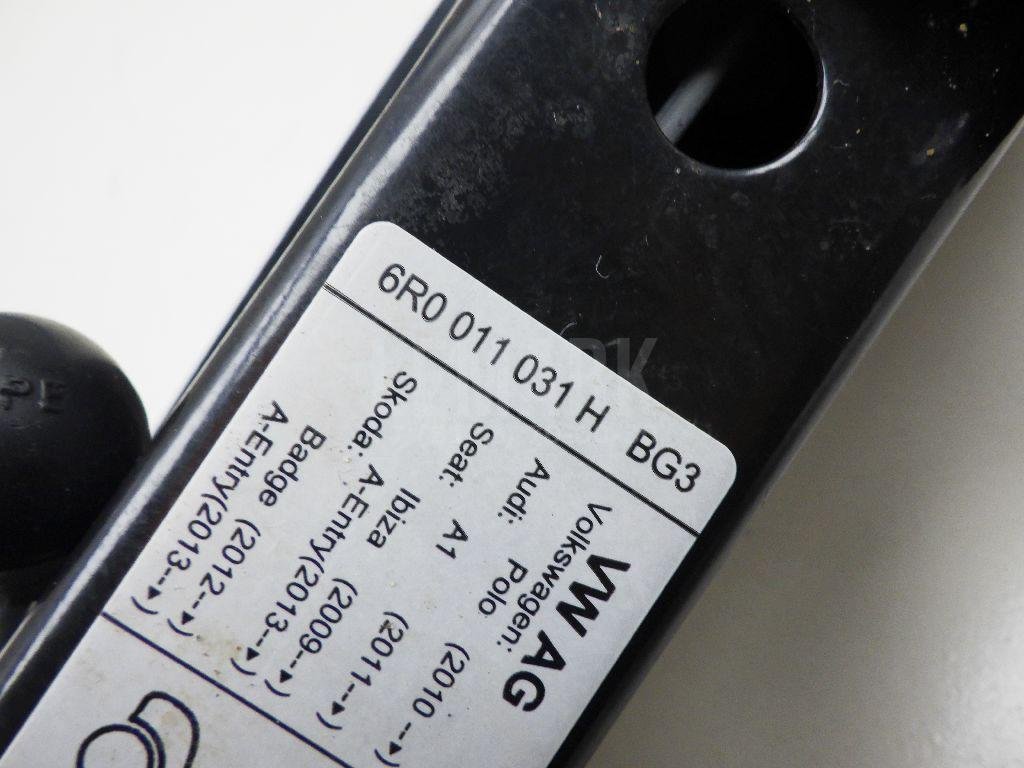 6R0 011 031 H BG3
VW AG
Volkswagen: Polo (2010 --►)
Audi: A1 (2011--►)
Seat: Ibiza (2009--►)
Skoda: A-Entry(2013--►)
Badge (2012--►)
A-Entry(2013--►)